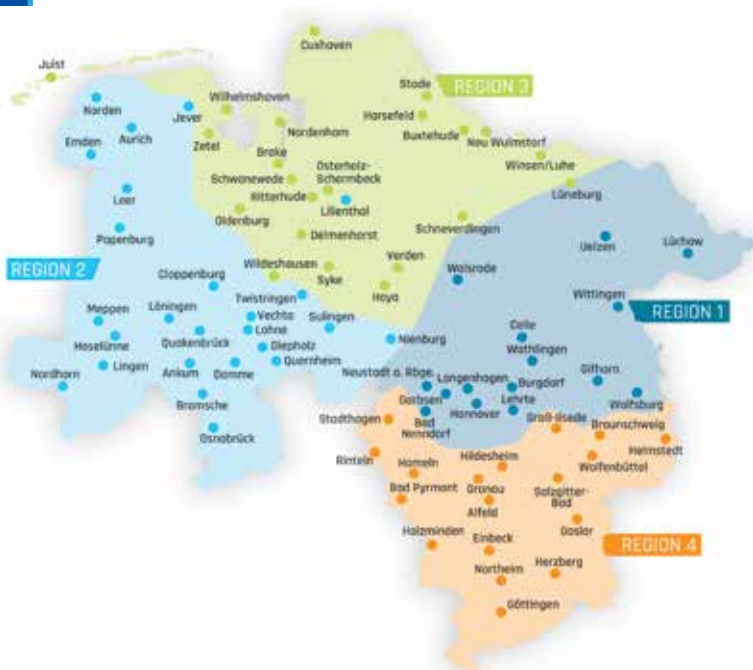 Cuxhaven
Juist
Stade
REGION 3
Norden
Wilhelmshaven
Jever
Harsefeld
Emden
Aurich
Zetel
Nordenham
Buxtehude
Neu Wulmstorf
Brake
Osterholz-
Scharmbeck
Winsen/Luhe
Schwanewede
Leer
Ritterhude
Lilienthal
Lüneburg
Oldenburg
Papenburg
Delmenhorst
Schneverdingen
Uelzen
Lüchow
REGION 2
Wildeshausen
Syke
Verden
Walsrode
Cloppenburg
Hoya
Twistringen
Wittingen
Meppen
Löningen
Vechta
Sulingen
REGION 1
Lohne
Celle
Haselünne
Quakenbrück
Diepholz
Nienburg
Wathlingen
Nordhorn
Lingen
Ankum
Damme
Quernheim
Neustadt a. Rbge.
Langenhagen
Burgdorf
Gifhorn
Bramsche
Garbsen
Hannover
Lehrte
Wolfsburg
Stadthagen
Bad
Nenndorf
Groß-Ilsede
Braunschweig
Osnabrück
Helmstedt
Rinteln
Hameln
Hildesheim
Wolfenbüttel
Bad Pyrmont
Gronau
Salzgitter-
Bad
Alfeld
Goslar
Holzminden
Einbeck
REGION 4
Northeim
Herzberg
Göttingen